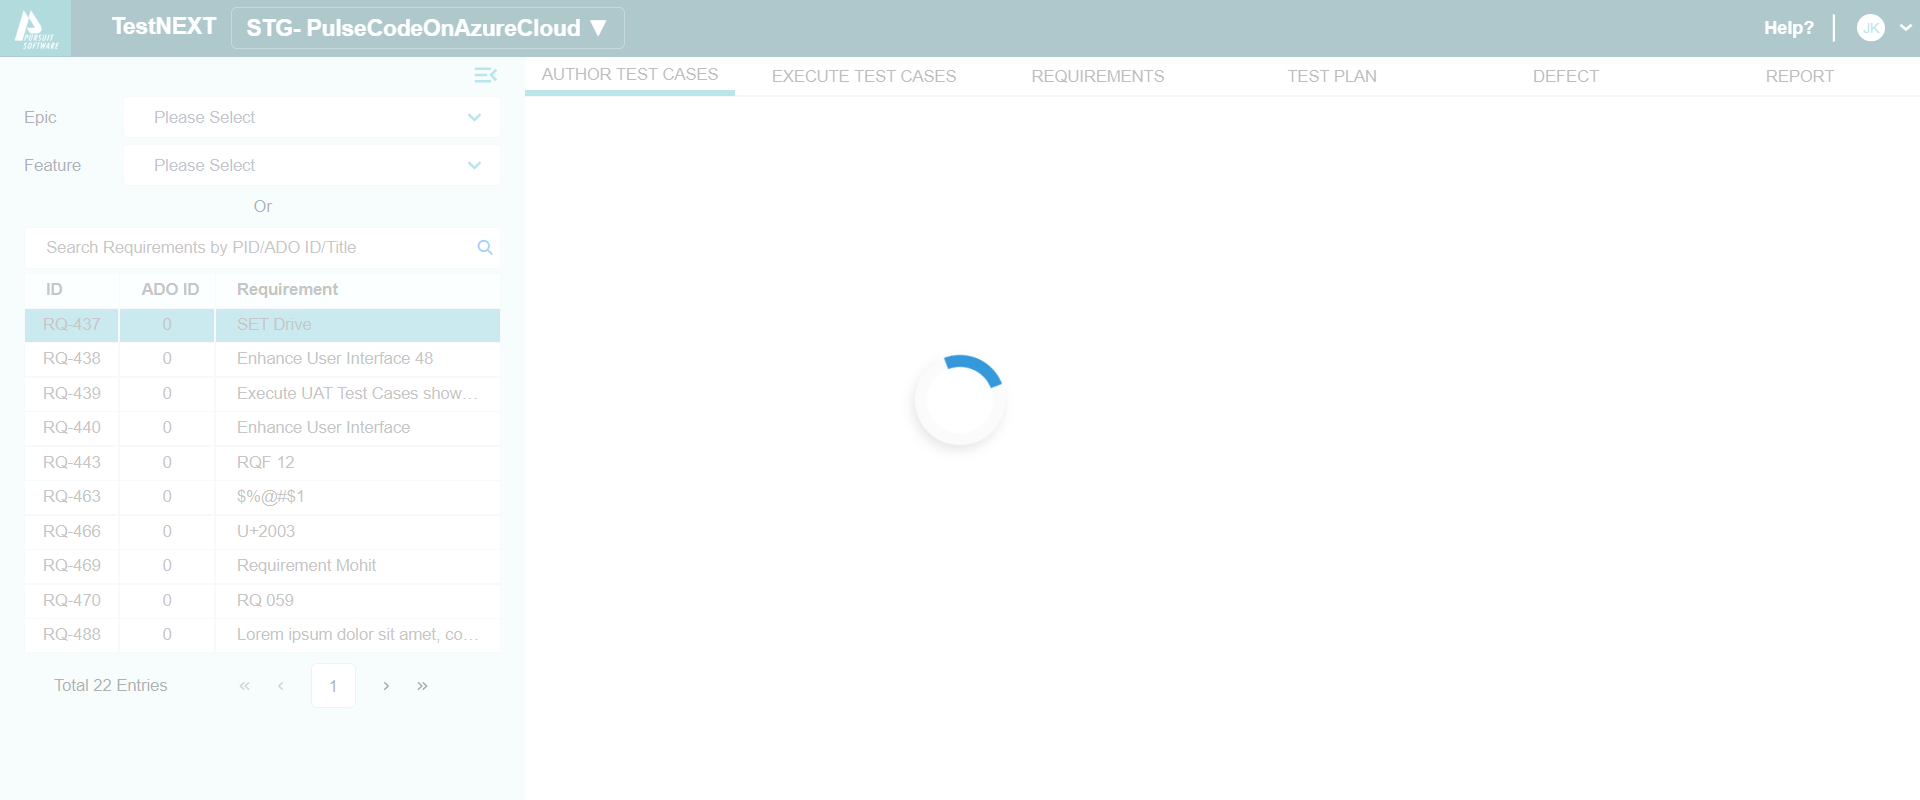 PURSUIT
SOFTWARE
TestNEXT
STG- PulseCodeOnAzureCloud ▼
Help?
JK
AUTHOR TEST CASES
EXECUTE TEST CASES
REQUIREMENTS
TEST PLAN
DEFECT
REPORT
Epic
Please Select
Feature
Please Select
Or
Search Requirements by PID/ADO ID/Title
ID ADO ID Requirement
RQ-437 0 SET Drive
RQ-438 0 Enhance User Interface 48
RQ-439 0 Execute UAT Test Cases show...
RQ-440 0 Enhance User Interface
RQ-443 0 RQF 12
RQ-463 0 $%@#$1
RQ-466 0 U+2003
RQ-469 0 Requirement Mohit
RQ-470 0 RQ 059
RQ-488 0 Lorem ipsum dolor sit amet, co...
Total 22 Entries « ‹ 1 › »